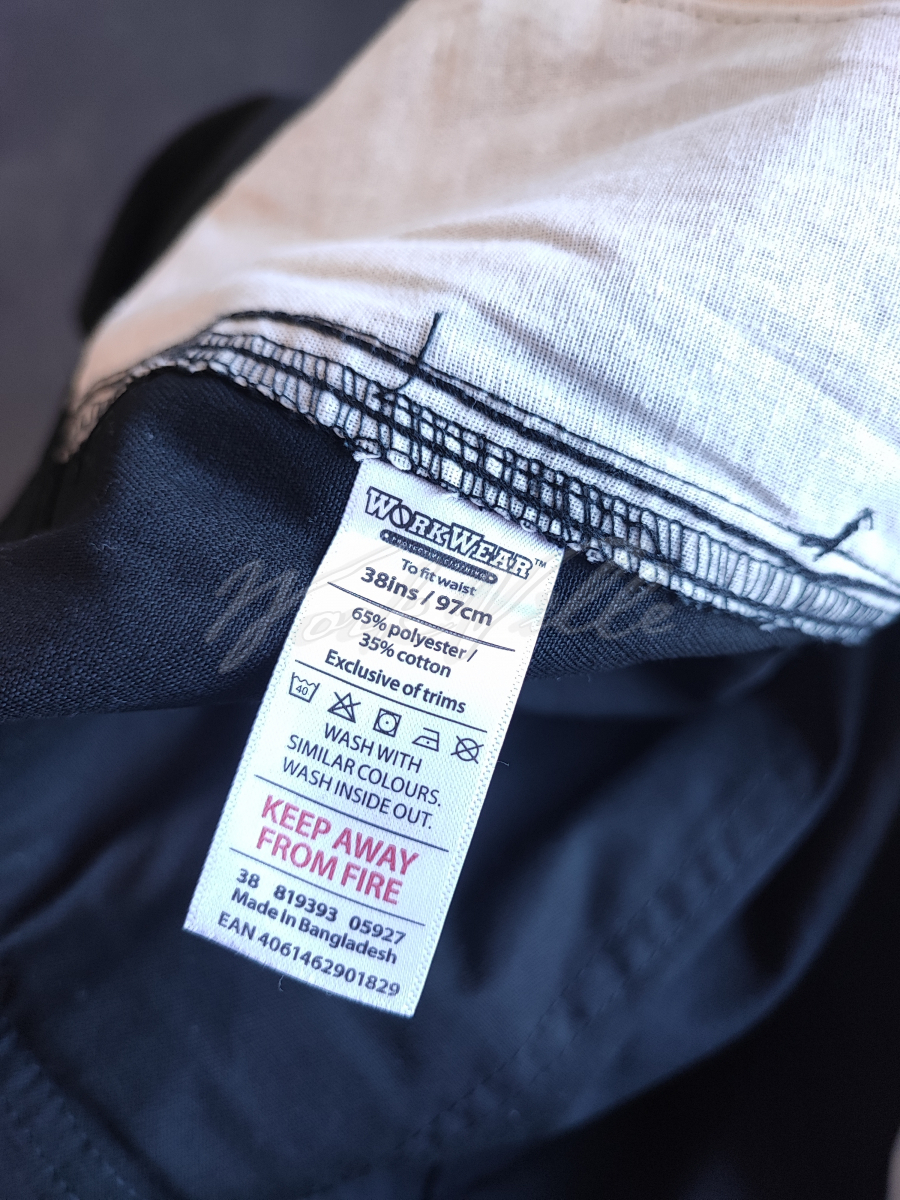 WORKWEAR™
PROTECTIVE CLOTHING
To fit waist
38ins / 97cm
65% polyester /
35% cotton
Exclusive of trims
40
WASH WITH
SIMILAR COLOURS.
WASH INSIDE OUT.
KEEP AWAY
FROM FIRE
38 819393 05927
Made in Bangladesh
EAN 4061462901829